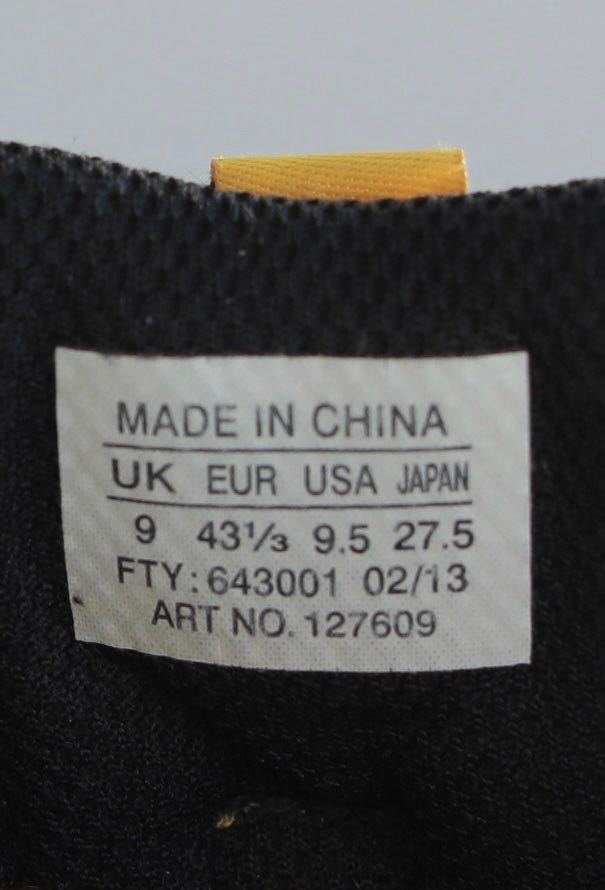 MADE IN CHINA
UK EUR USA JAPAN
9 43⅓ 9.5 27.5
FTY: 643001 02/13
ART NO. 127609